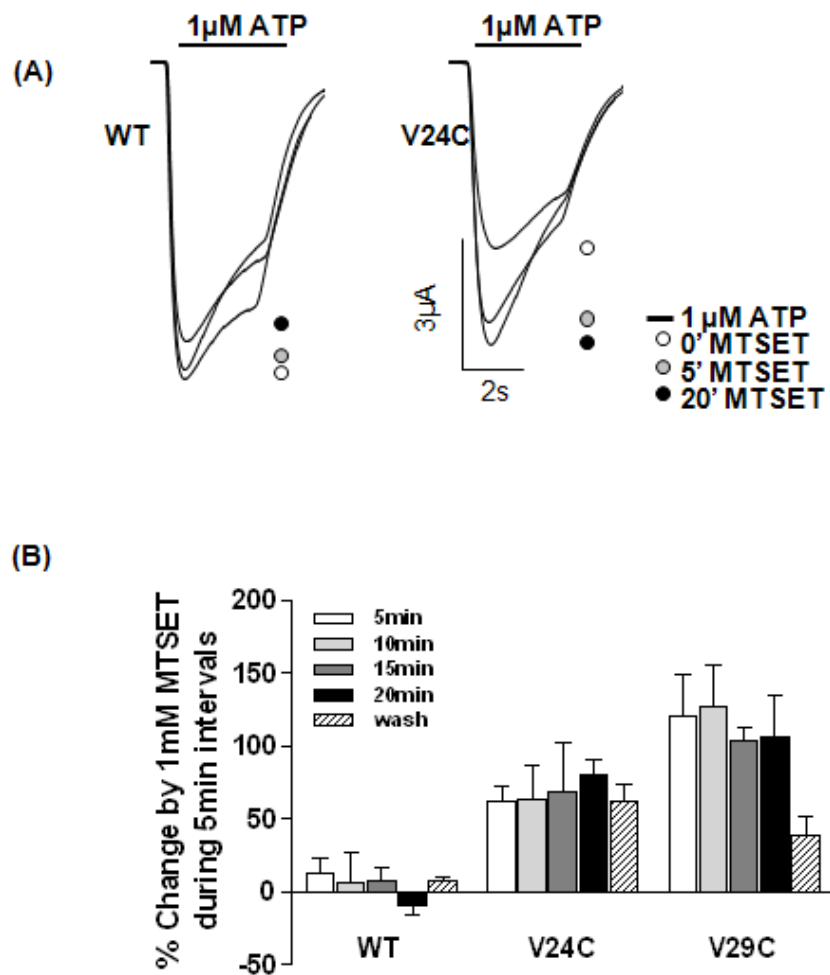 1µM ATP
1µM ATP
(A)
WT
V24C
3µA
2s
1 µM ATP
0' MTSET
5' MTSET
20' MTSET
(B)
% Change by 1mM MTSET
during 5min intervals
200
150
100
50
0
-50
5min
10min
15min
20min
wash
WT
V24C
V29C